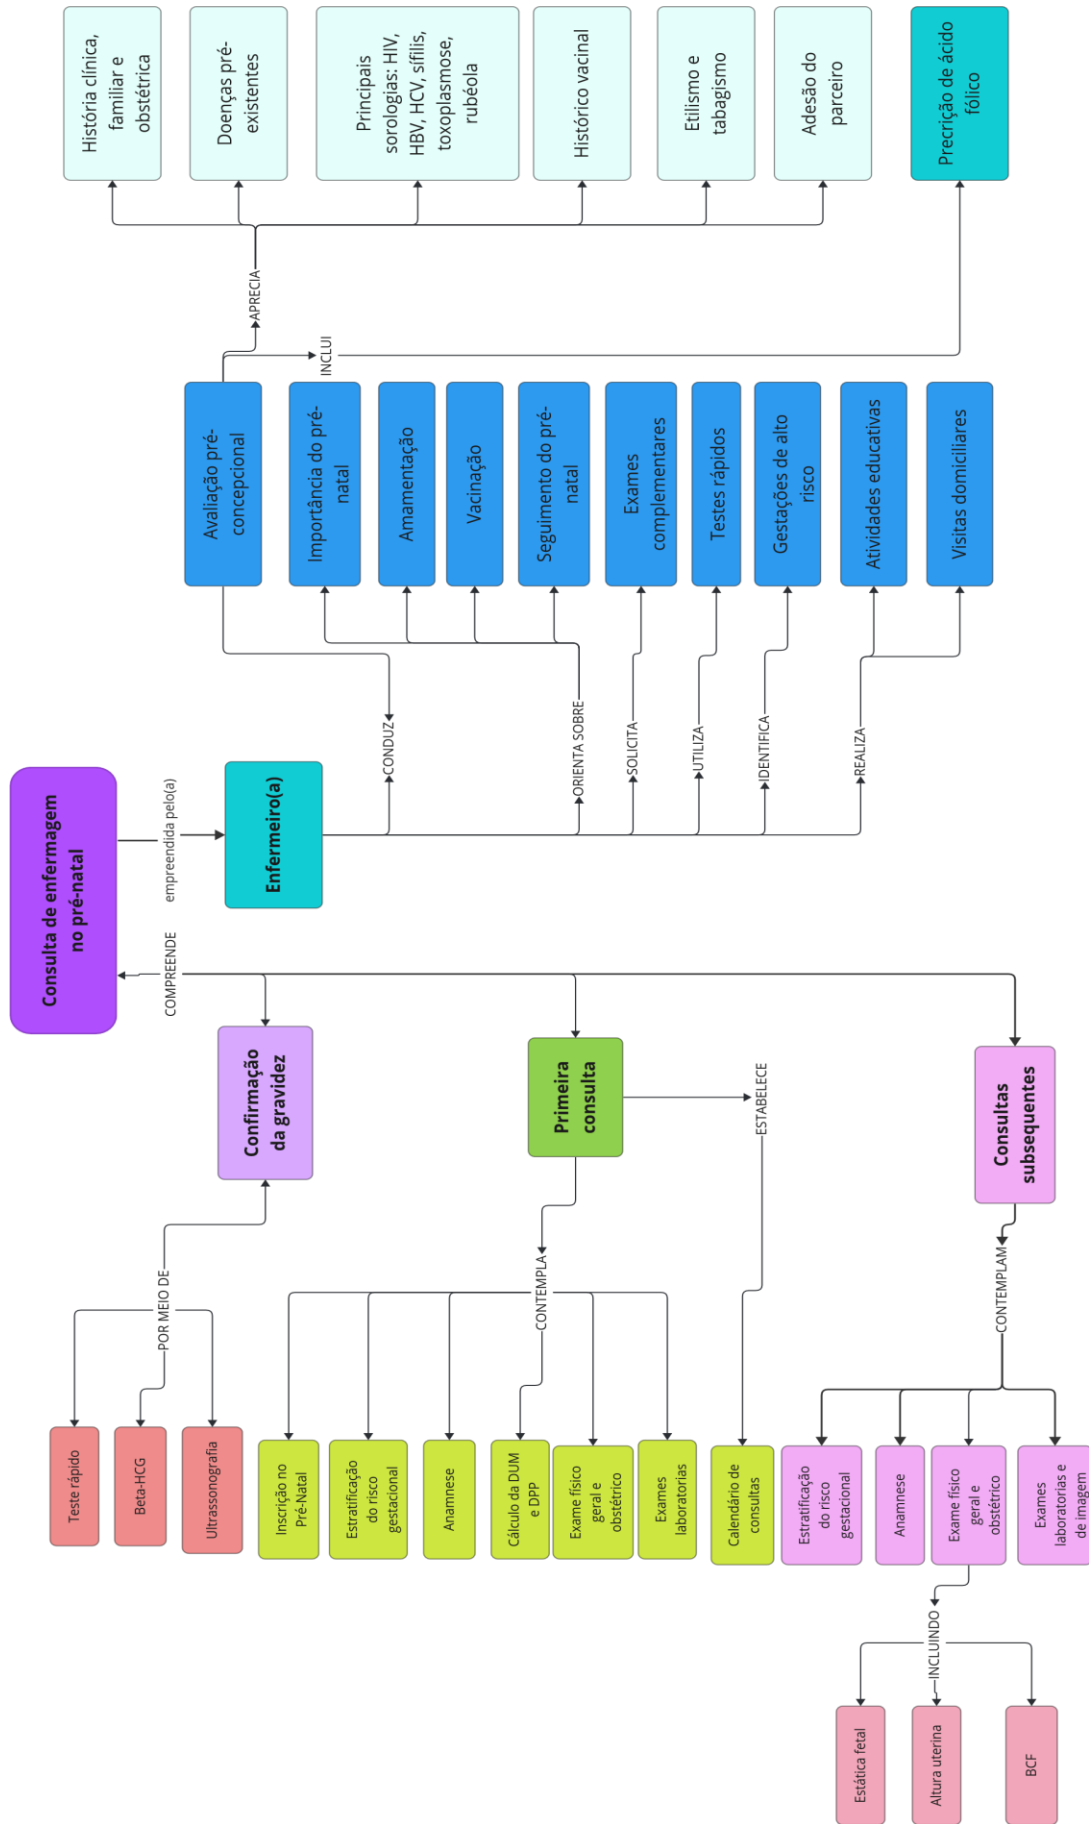 Consulta de enfermagem
no pré-natal
empreendida pelo(a)
COMPREENDE
Enfermeiro(a)
CONDUZ
ORIENTA SOBRE
SOLICITA
UTILIZA
IDENTIFICA
REALIZA
Avaliação pré-
concepcional
Importância do pré-
natal
Amamentação
Vacinação
Seguimento do pré-
natal
Exames
complementares
Testes rápidos
Gestações de alto
risco
Atividades educativas
Visitas domiciliares
APRECIA
INCLUI
História clínica,
familiar e
obstétrica
Doenças pré-
existentes
Principais
sorologias: HIV,
HBV, HCV, sífilis,
toxoplasmose,
rubéola
Histórico vacinal
Etilismo e
tabagismo
Adesão do
parceiro
Precrição de ácido
fólico
Confirmação
da gravidez
POR MEIO DE
Teste rápido
Beta-HCG
Ultrassonografia
Primeira
consulta
CONTEMPLA
ESTABELECE
Inscrição no
Pré-Natal
Estratificação
do risco
gestacional
Anamnese
Cálculo da DUM
e DPP
Exame físico
geral e
obstétrico
Exames
laboratorias
Calendário de
consultas
Consultas
subsequentes
CONTEMPLAM
Estratificação
do risco
gestacional
Anamnese
Exame físico
geral e
obstétrico
Exames
laboratorias e
de imagem
INCLUINDO
Estática fetal
Altura uterina
BCF